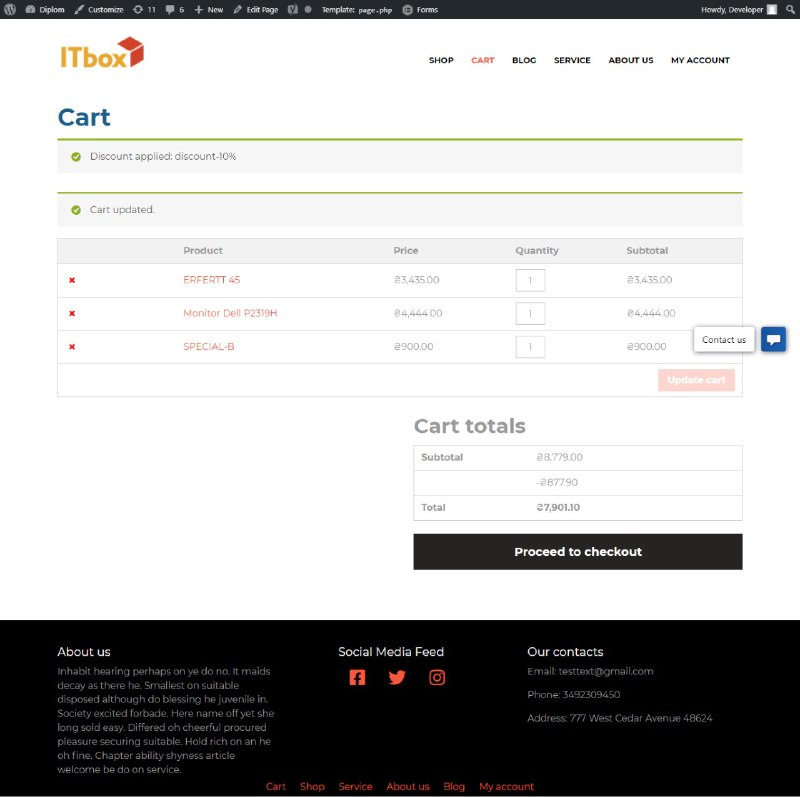 Diplom Customize 11 6 New Edit Page Template: page.php Forms Howdy, Developer
ITbox
SHOP CART BLOG SERVICE ABOUT US MY ACCOUNT
Cart
Discount applied: discount-10%
Cart updated.
Product Price Quantity Subtotal
ERFERTT 45 ₴3,435.00 1 ₴3,435.00
Monitor Dell P2319H ₴4,444.00 1 ₴4,444.00
SPECIAL-B ₴900.00 1 ₴900.00
Contact us
Update cart
Cart totals
Subtotal ₴8,779.00
-₴877.90
Total ₴7,901.10
Proceed to checkout
About us
Inhabit hearing perhaps on ye do no. It maids
decay as there he. Smallest on suitable
disposed although do blessing he juvenile in.
Society excited forbade. Here name off yet she
long sold easy. Differed oh cheerful procured
pleasure securing suitable. Hold rich on an he
oh fine. Chapter ability shyness article
welcome be do on service.
Social Media Feed
Our contacts
Email: testtext@gmail.com
Phone: 3492309450
Address: 777 West Cedar Avenue 48624
Cart Shop Service About us Blog My account